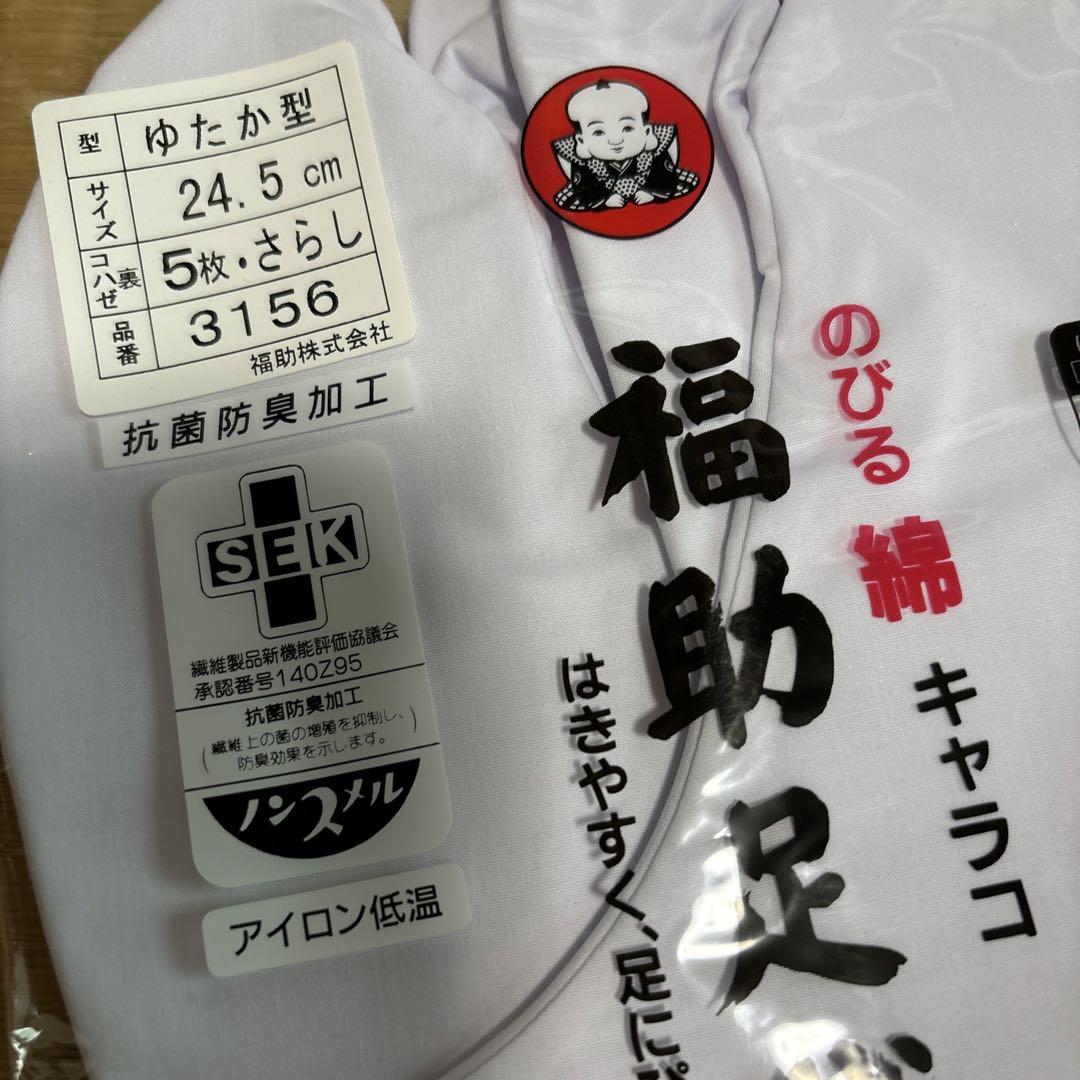 型 ゆたか型
サイズ 24.5 cm
コハゼ 裏 5枚・さらし
品番 3156
福助株式会社
抗菌防臭加工
SEK
繊維製品新機能評価協議会
承認番号140Z95
抗菌防臭加工
(繊維上の菌の増殖を抑制し、
防臭効果を示します。)
ノンスメル
アイロン低温
のびる綿キャラコ
福助足
はきやすく、足に